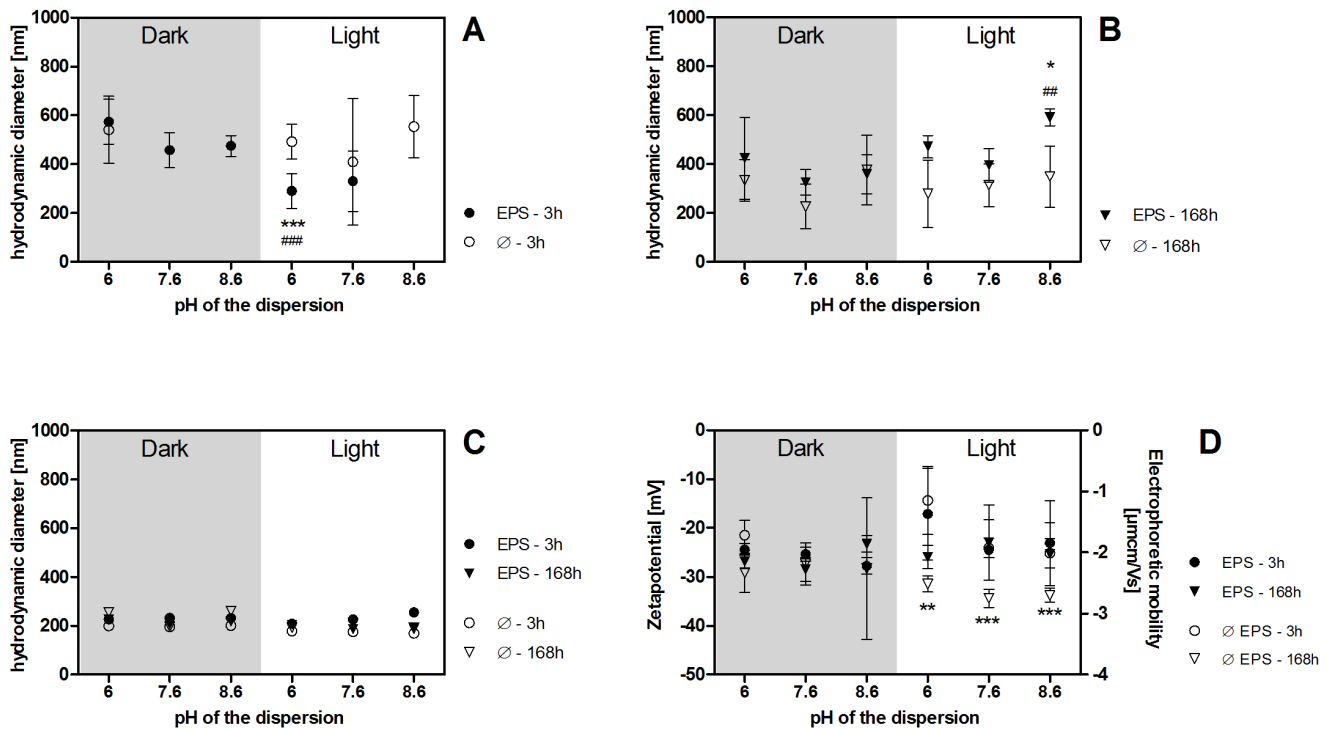 A
Dark Light
hydrodynamic diameter [nm]
1000
800
600
400
200
0
***
###
6 7.6 8.6 6 7.6 8.6
pH of the dispersion
EPS - 3h
∅ - 3h
B
Dark Light
hydrodynamic diameter [nm]
1000
800
600
400
200
0
*
##
6 7.6 8.6 6 7.6 8.6
pH of the dispersion
EPS - 168h
∅ - 168h
C
Dark Light
hydrodynamic diameter [nm]
1000
800
600
400
200
0
6 7.6 8.6 6 7.6 8.6
pH of the dispersion
EPS - 3h
EPS - 168h
∅ - 3h
∅ - 168h
D
Dark Light
Zetapotential [mV]
0
-10
-20
-30
-40
-50
** *** ***
6 7.6 8.6 6 7.6 8.6
pH of the dispersion
0
-1
-2
-3
-4
Electrophoretic mobility
[µmcm/Vs]
EPS - 3h
EPS - 168h
∅ EPS - 3h
∅ EPS - 168h